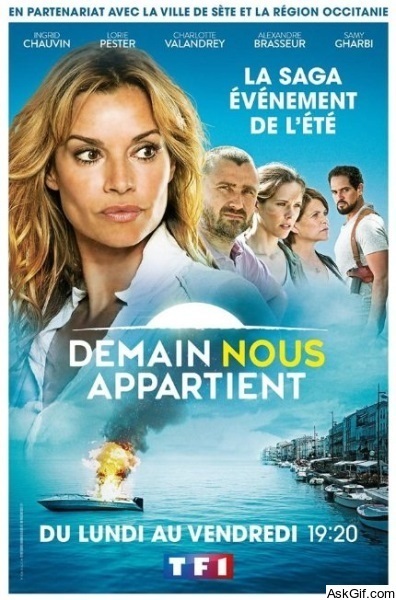 EN PARTENARIAT AVEC LA VILLE DE SÈTE ET LA RÉGION OCCITANIE
INGRID CHAUVIN
LORIE PESTER
CHARLOTTE VALANDREY
ALEXANDRE BRASSEUR
SAMY GHARBI
LA SAGA
ÉVÉNEMENT
DE L'ÉTÉ
DEMAIN NOUS
APPARTIENT
DU LUNDI AU VENDREDI 19:20
TF1
AskGif.com